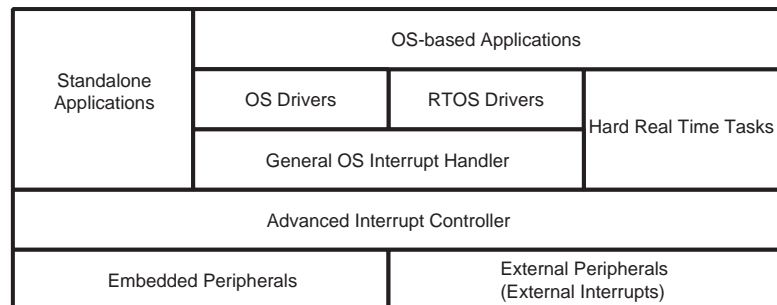 OS-based Applications
Standalone
Applications
OS Drivers
RTOS Drivers
Hard Real Time Tasks
General OS Interrupt Handler
Advanced Interrupt Controller
Embedded Peripherals
External Peripherals
(External Interrupts)